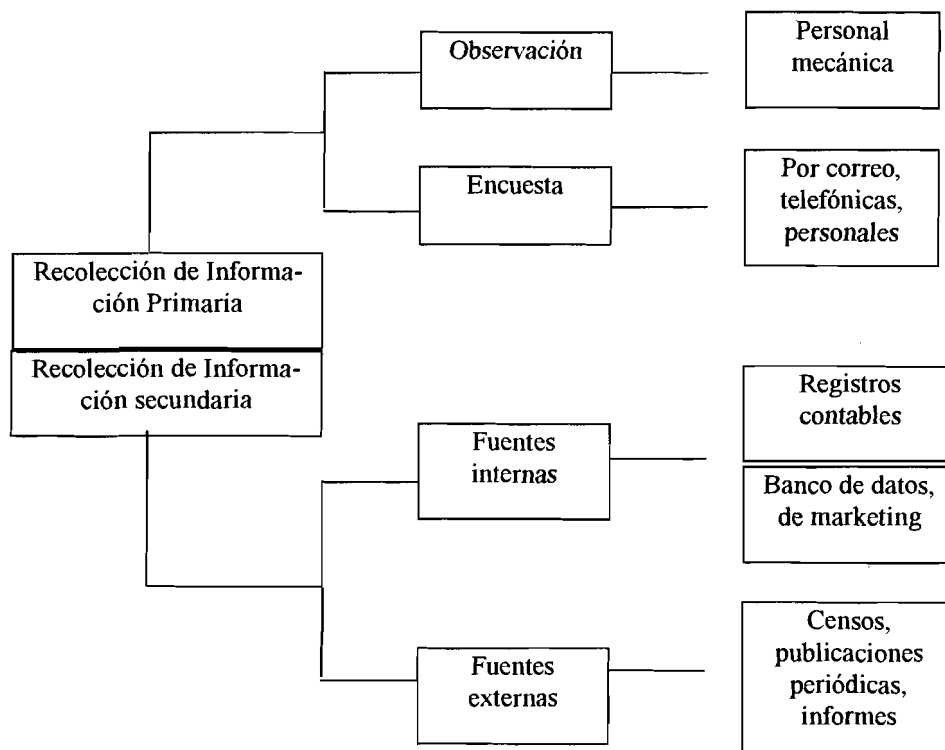 Observación
Personal
mecánica
Encuesta
Por correo,
telefónicas,
personales
Recolección de Informa-
ción Primaria
Recolección de Informa-
ción secundaria
Fuentes
internas
Registros
contables
Banco de datos,
de marketing
Fuentes
externas
Censos,
publicaciones
periódicas,
informes